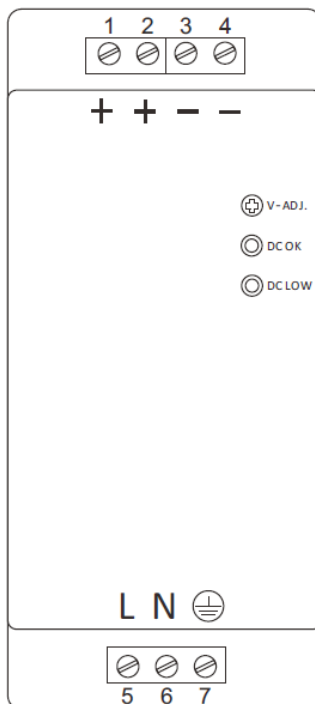 1 2 3 4
+ + − −
V-ADJ.
DC OK
DC LOW
L N
5 6 7